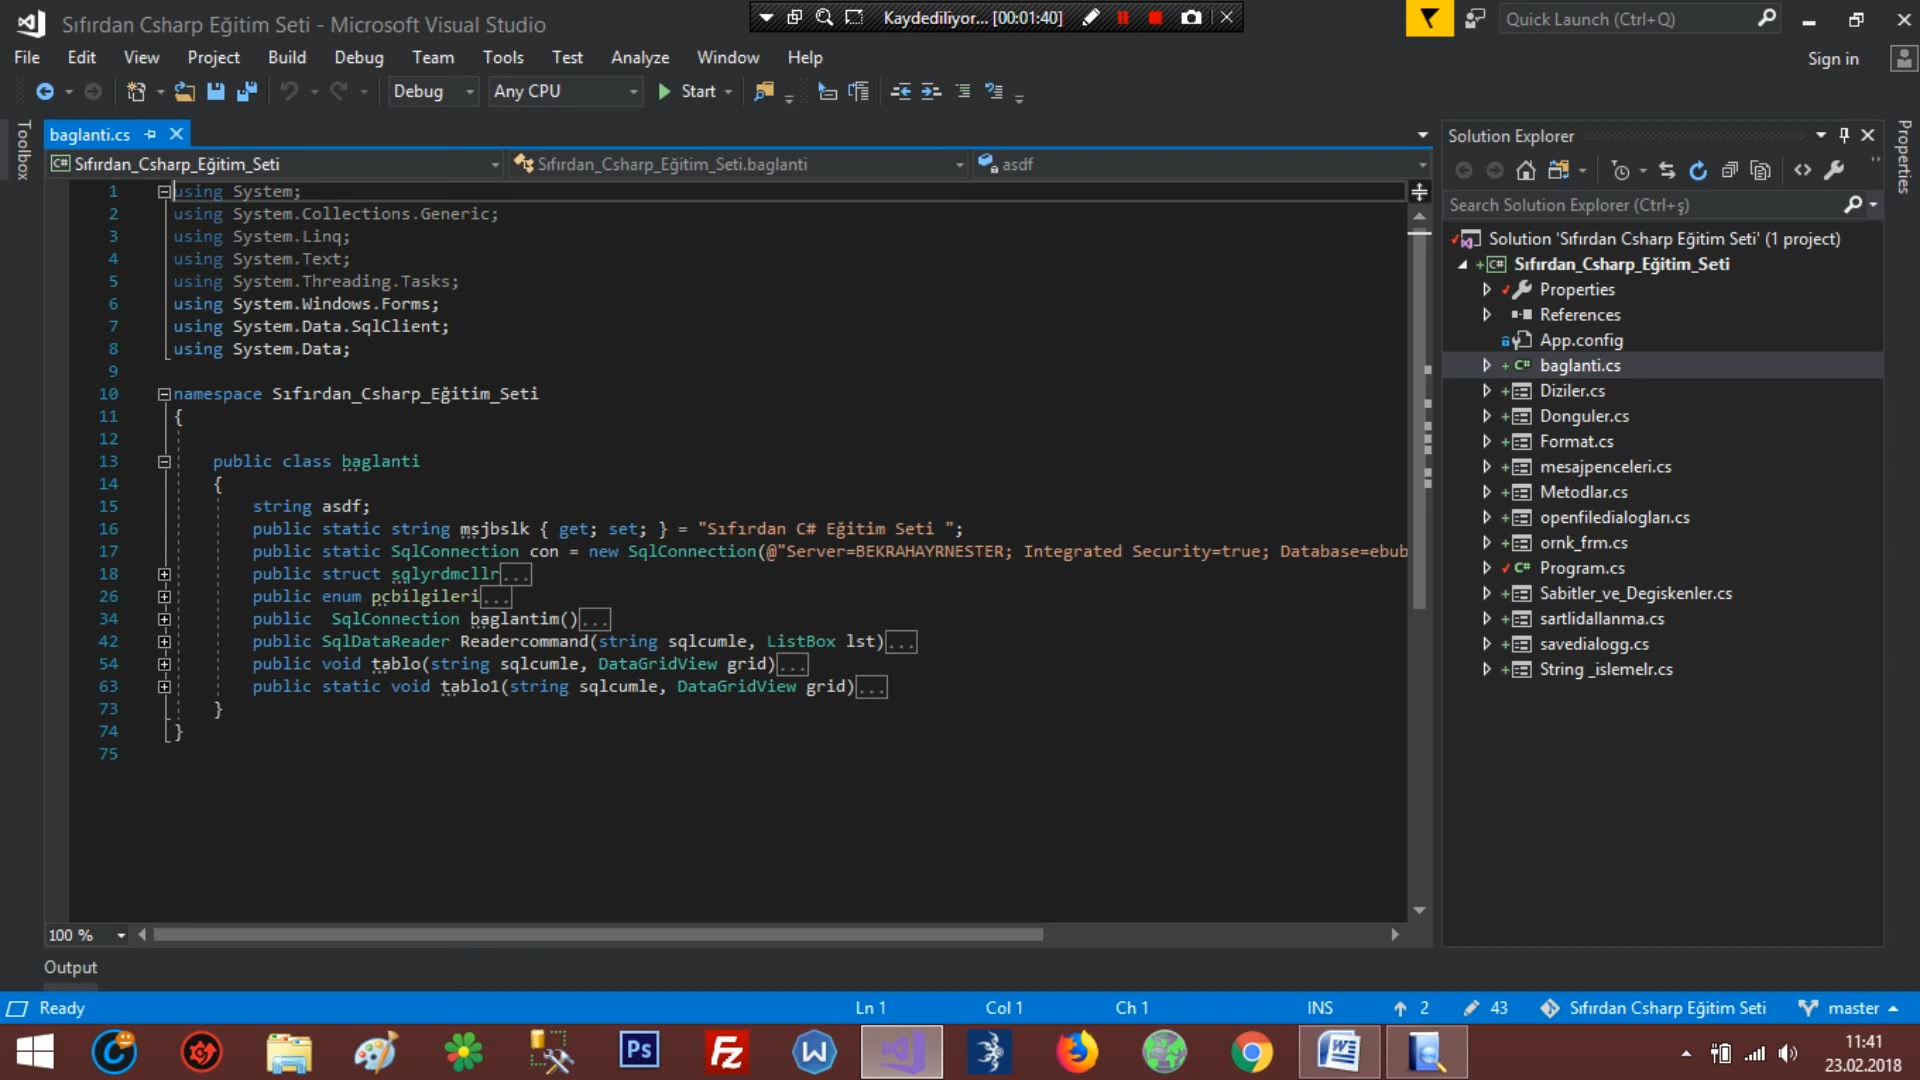 Sıfırdan Csharp Eğitim Seti - Microsoft Visual Studio
Kaydediliyor... [00:01:40]
Quick Launch (Ctrl+Q)
File Edit View Project Build Debug Team Tools Test Analyze Window Help
Sign in
Debug Any CPU Start
Toolbox
baglanti.cs
Sıfırdan_Csharp_Eğitim_Seti Sıfırdan_Csharp_Eğitim_Seti.baglanti asdf
1 using System;
2 using System.Collections.Generic;
3 using System.Linq;
4 using System.Text;
5 using System.Threading.Tasks;
6 using System.Windows.Forms;
7 using System.Data.SqlClient;
8 using System.Data;
9
10 namespace Sıfırdan_Csharp_Eğitim_Seti
11 {
12
13 public class baglanti
14 {
15 string asdf;
16 public static string msjbslk { get; set; } = "Sıfırdan C# Eğitim Seti ";
17 public static SqlConnection con = new SqlConnection(@"Server=BEKRAHAYRNESTER; Integrated Security=true; Database=ebub
18 public struct sqlyrdmcllr...
26 public enum pcbilgileri...
34 public SqlConnection baglantim()...
42 public SqlDataReader Readercommand(string sqlcumle, ListBox lst)...
54 public void tablo(string sqlcumle, DataGridView grid)...
63 public static void tablo1(string sqlcumle, DataGridView grid)...
73 }
74 }
75
100 %
Output
Solution Explorer
Search Solution Explorer (Ctrl+ş)
Solution 'Sıfırdan Csharp Eğitim Seti' (1 project)
Sıfırdan_Csharp_Eğitim_Seti
Properties
References
App.config
baglanti.cs
Diziler.cs
Donguler.cs
Format.cs
mesajpenceleri.cs
Metodlar.cs
openfiledialogları.cs
ornk_frm.cs
Program.cs
Sabitler_ve_Degiskenler.cs
sartlidallanma.cs
savedialogg.cs
String _islemelr.cs
Properties
Ready Ln 1 Col 1 Ch 1 INS 2 43 Sıfırdan Csharp Eğitim Seti master
Ps
Fz
W
11:41
23.02.2018